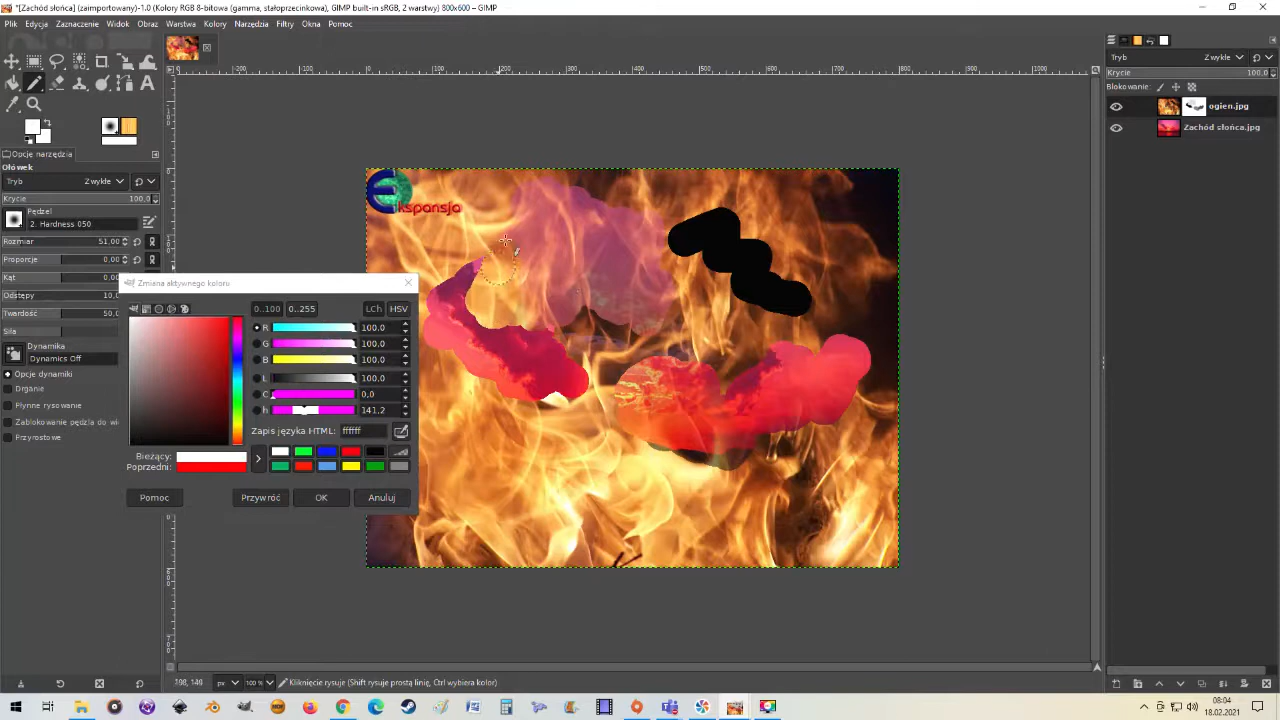 *[Zachód słońca] (zaimportowany)-1.0 (Kolory RGB 8-bitowa (gamma, stałoprzecinkowa), GIMP built-in sRGB, 2 warstwy) 800x600 – GIMP
Plik Edycja Zaznaczenie Widok Obraz Warstwa Kolory Narzędzia Filtry Okna Pomoc
Opcje narzędzia
Ołówek
Tryb Zwykłe
Krycie 100,0
Pędzel
2. Hardness 050
Rozmiar 51,00
Proporcje 0,00
Kąt
Odstępy 10,0
Twardość 50,0
Siła
Dynamika
Dynamics Off
Opcje dynamiki
Drganie
Płynne rysowanie
Zablokowanie pędzla do wi
Przyrostowe
Zmiana aktywnego koloru
0..100 0..255 LCh HSV
R 100.0
G 100.0
B 100.0
L 100.0
C 0,0
h 141.2
Zapis języka HTML: ffffff
Bieżący:
Poprzedni:
Pomoc Przywróć OK Anuluj
Ekspansja
Tryb Zwykłe
Krycie 100,0
Blokowanie:
ogien.jpg
Zachód słońca.jpg
px 100 % Kliknięcie rysuje (Shift rysuje prostą linię, Ctrl wybiera kolor)
08:04
18.02.2021